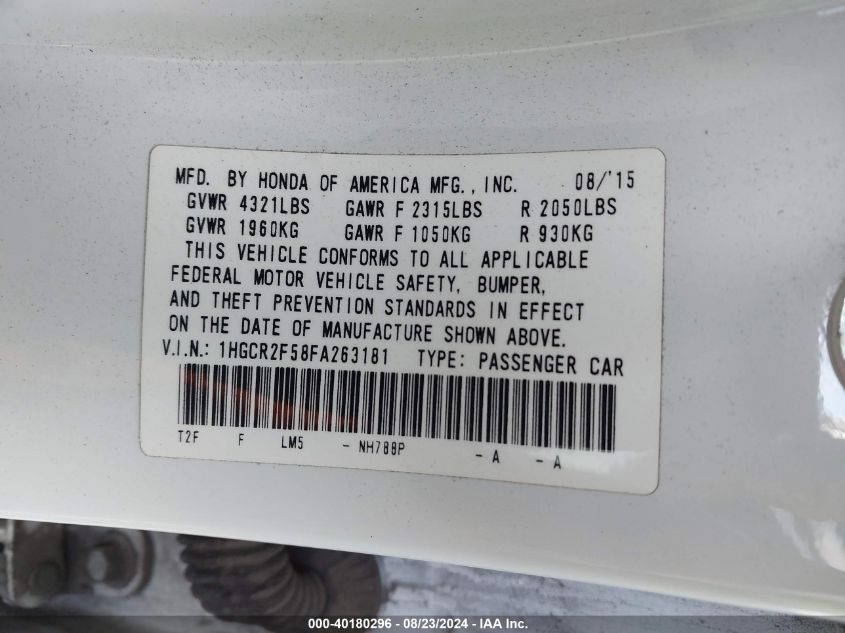 MFD. BY HONDA OF AMERICA MFG., INC. 08/'15
GVWR 4321LBS GAWR F 2315LBS R 2050LBS
GVWR 1960KG GAWR F 1050KG R 930KG
THIS VEHICLE CONFORMS TO ALL APPLICABLE
FEDERAL MOTOR VEHICLE SAFETY, BUMPER,
AND THEFT PREVENTION STANDARDS IN EFFECT
ON THE DATE OF MANUFACTURE SHOWN ABOVE.
V.I.N.: 1HGCR2F58FA263181 TYPE: PASSENGER CAR
T2F F LM5 - NH788P - A - A
000-40180296 - 08/23/2024 - IAA Inc.